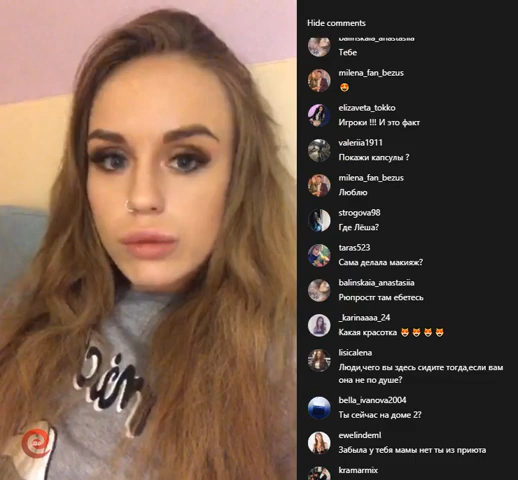 Hide comments
balinskaia_anastasiia
Тебе
milena_fan_bezus
😍
elizaveta_tokko
Игроки !!! И это факт
valeriia1911
Покажи капсулы ?
milena_fan_bezus
Люблю
strogova98
Где Лёша?
taras523
Сама делала макияж?
balinskaia_anastasiia
Рюпростг там ебетесь
_karinaaaa_24
Какая красотка 😻😻😻😻
lisicalena
Люди,чего вы здесь сидите тогда,если вам
она не по душе?
bella_ivanova2004
Ты сейчас на доме 2?
ewelindeml
Забыла у тебя мамы нет ты из приюта
kramarmix